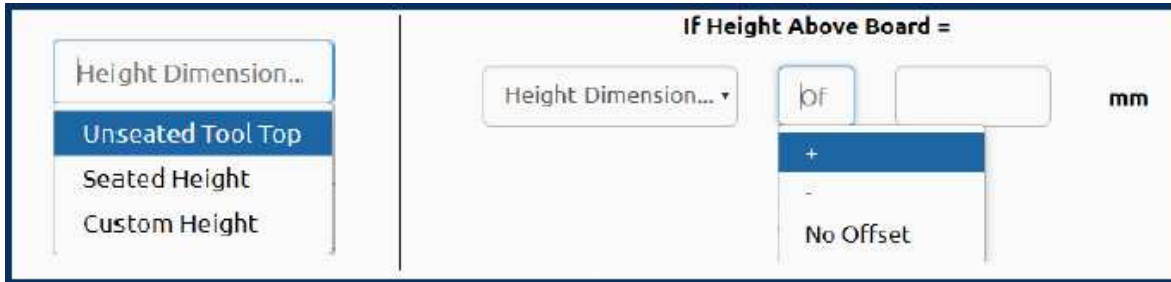 Height Dimension...
Unseated Tool Top
Seated Height
Custom Height
If Height Above Board =
Height Dimension... Of mm
+
-
No Offset